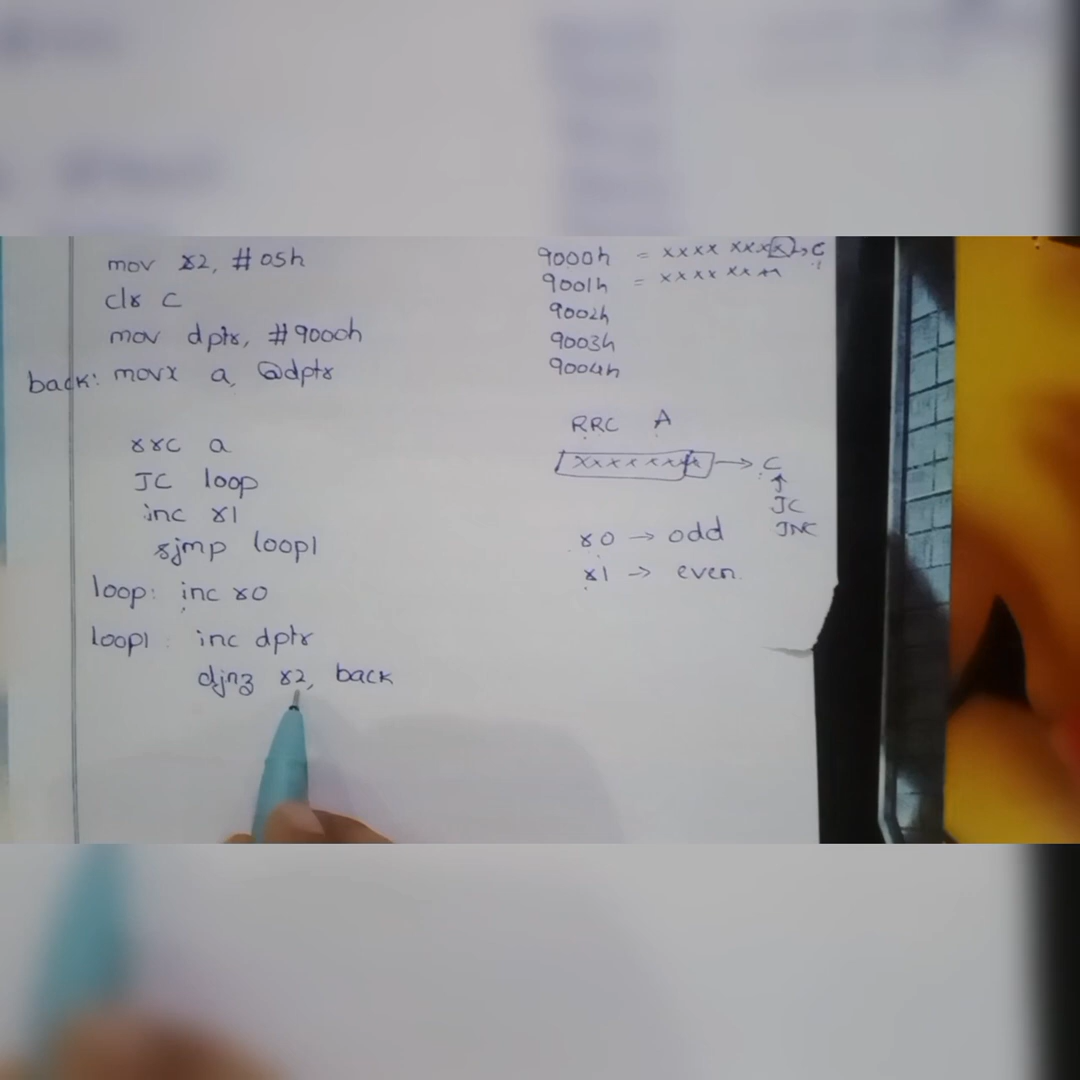 mov r2, #05h
clr c
mov dptr, #9000h
back: movx a, @dptr
rrc a
JC loop
inc r1
sjmp loop1
loop: inc r0
loop1: inc dptr
djnz r2, back
9000h = xxxx xxxx → C
9001h = xxxx xxxx
9002h
9003h
9004h
RRC A
xxxxxxxx → C
↑
JC
JNC
r0 → odd
r1 → even.